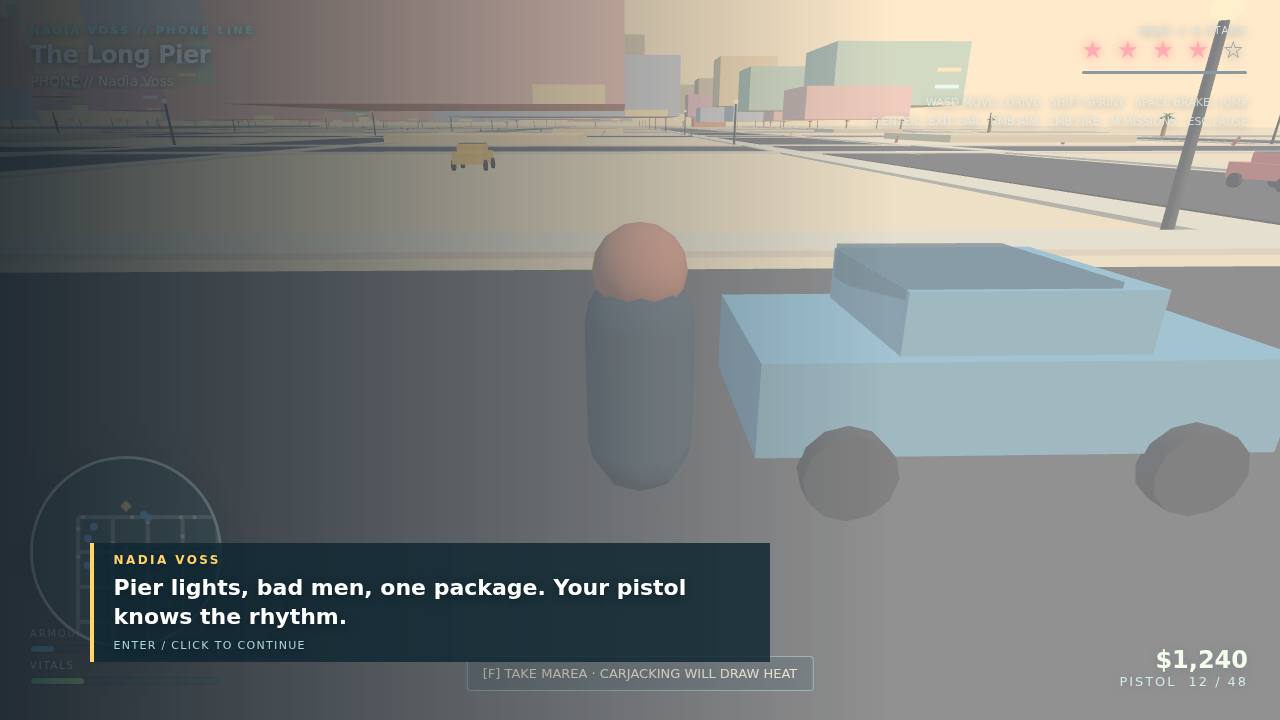 NADIA VOSS // PHONE LINE
The Long Pier
PHONE // Nadia Voss
NADIA VOSS
Pier lights, bad men, one package. Your pistol
knows the rhythm.
ENTER / CLICK TO CONTINUE
ARMOU
VITALS
[F] TAKE MAREA · CARJACKING WILL DRAW HEAT
$1,240
PISTOL 12 / 48